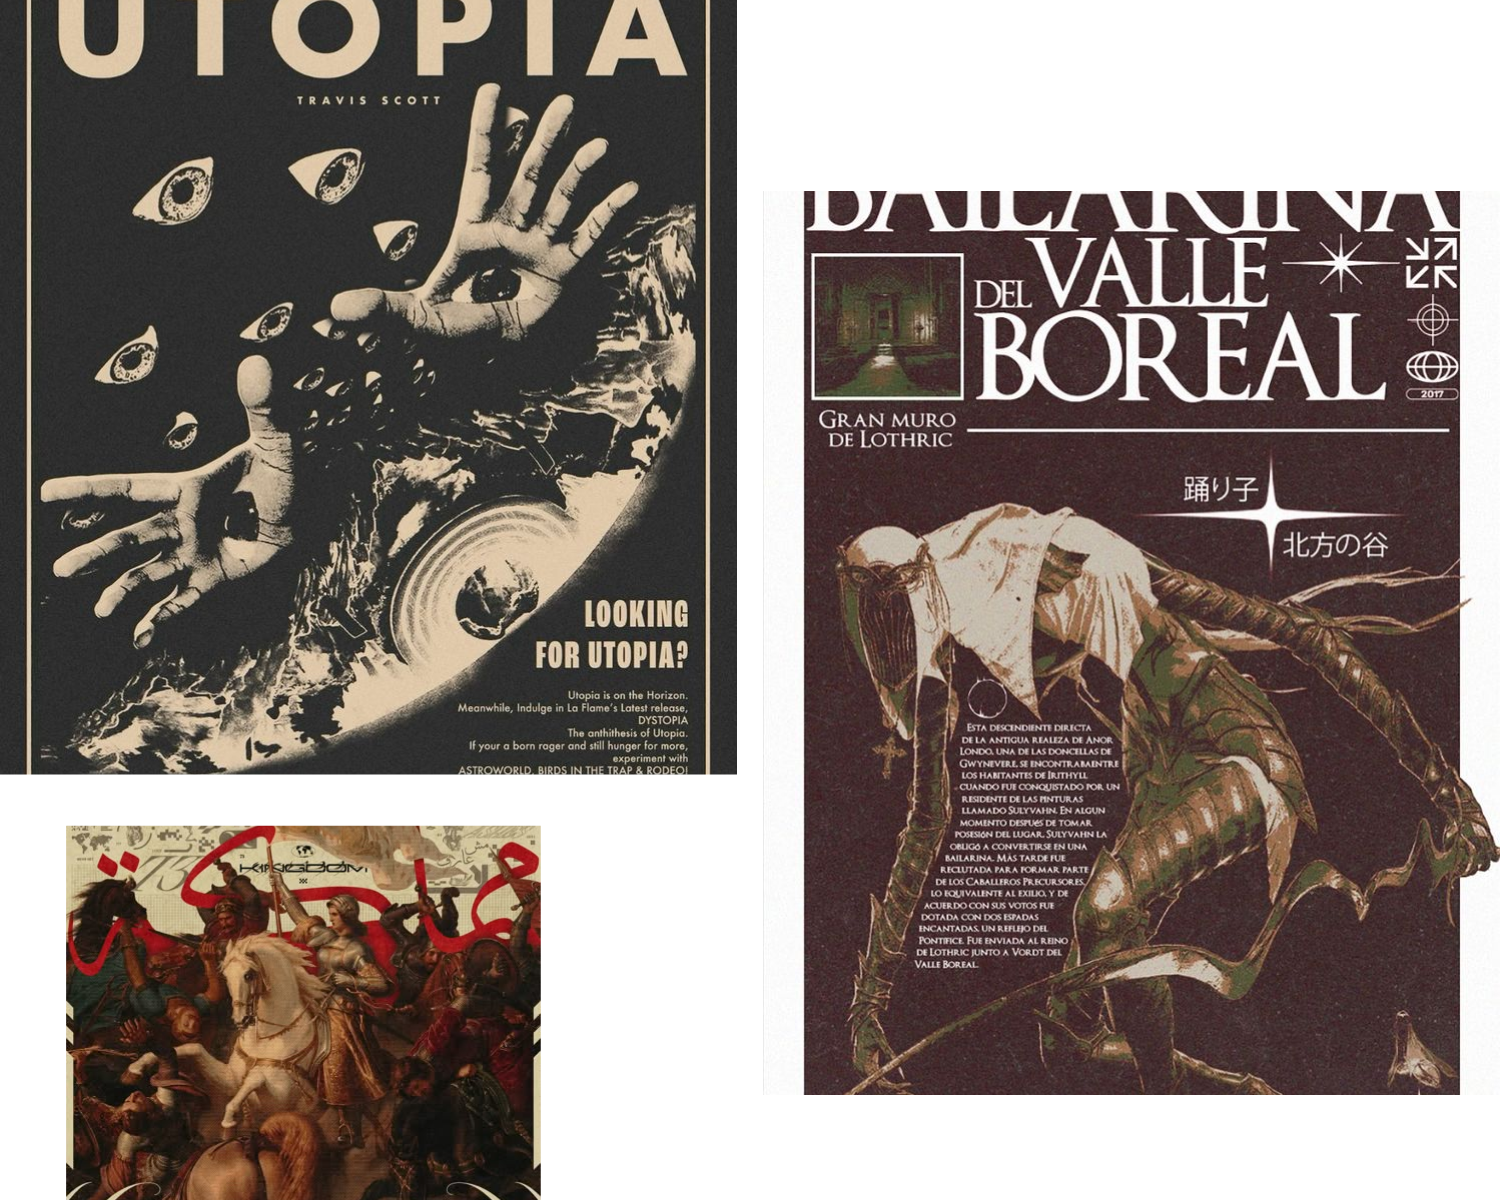 UTOPIA
TRAVIS SCOTT
LOOKING
FOR UTOPIA?
Utopia is on the Horizon.
Meanwhile, Indulge in La Flame's Latest release,
DYSTOPIA
The anthithesis of Utopia.
If your a born rager and still hunger for more,
experiment with
ASTROWORLD, BIRDS IN THE TRAP & RODEO!
BAILARINA
DEL VALLE
BOREAL
2017
GRAN MURO
DE LOTHRIC
踊り子
北方の谷
ESTA DESCENDIENTE DIRECTA
DE LA ANTIGUA REALEZA DE ANOR
LONDO, UNA DE LAS DONCELLAS DE
GWYNEVERE, SE ENCONTRABAENTRE
LOS HABITANTES DE IRITHYLL
CUANDO FUE CONQUISTADO POR UN
RESIDENTE DE LAS PINTURAS
LLAMADO SULYVAHN. EN ALGUN
MOMENTO DESPUéS DE TOMAR
POSESIóN DEL LUGAR, SULYVAHN LA
OBLIGó A CONVERTIRSE EN UNA
BAILARINA. MÁS TARDE FUE
RECLUTADA PARA FORMAR PARTE
DE LOS CABALLEROS PRECURSORES,
LO EQUIVALENTE AL EXILIO, Y DE
ACUERDO CON SUS VOTOS FUE
DOTADA CON DOS ESPADAS
ENCANTADAS, UN REFLEJO DEL
PONTIFICE. FUE ENVIADA AL REINO
DE LOTHRIC JUNTO A VORDT DEL
VALLE BOREAL.
73
KINGDOM
مملكة